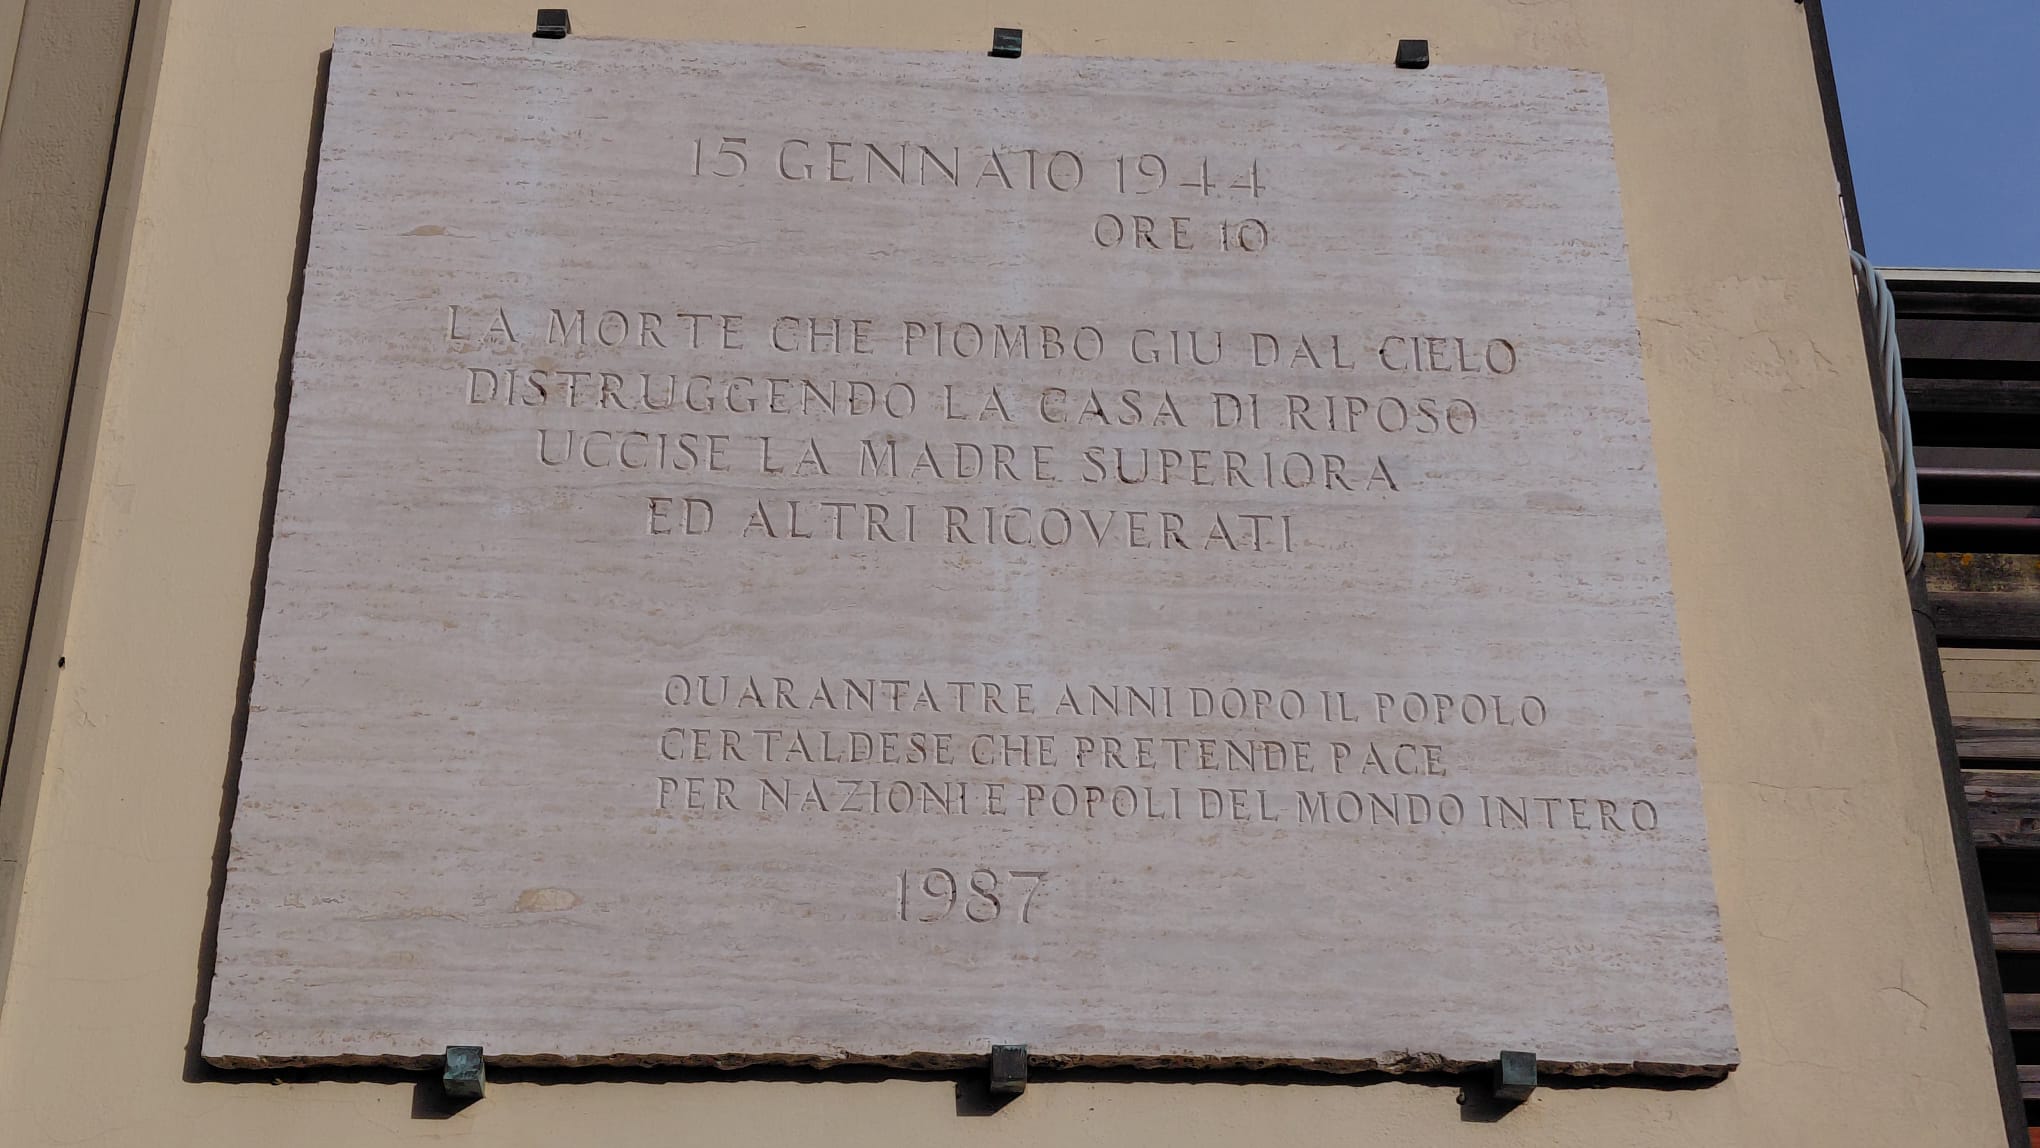 15 GENNAIO 1944
ORE 10
LA MORTE CHE PIOMBO GIU DAL CIELO
DISTRUGGENDO LA CASA DI RIPOSO
UCCISE LA MADRE SUPERIORA
ED ALTRI RICOVERATI
QUARANTATRE ANNI DOPO IL POPOLO
CERTALDESE CHE PRETENDE PACE
PER NAZIONI E POPOLI DEL MONDO INTERO
1987